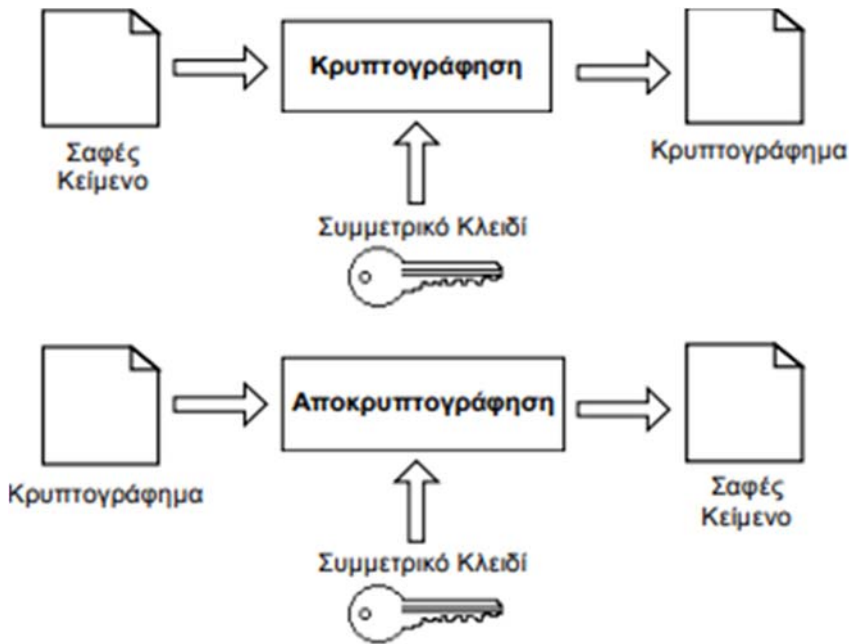 Κρυπτογράφηση
Σαφές
Κείμενο
Κρυπτογράφημα
Συμμετρικό Κλειδί
Αποκρυπτογράφηση
Κρυπτογράφημα
Σαφές
Κείμενο
Συμμετρικό Κλειδί